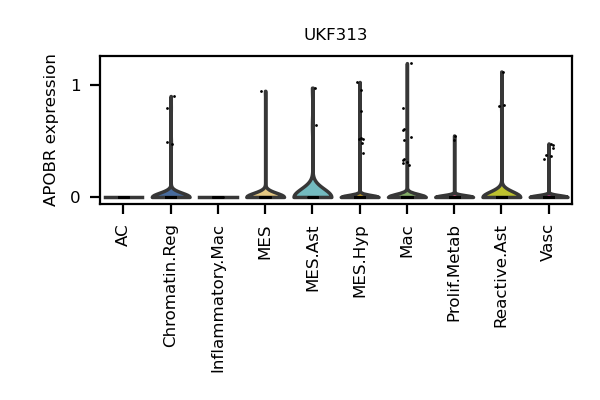 UKF313
APOBR expression
1
0
AC
Chromatin.Reg
Inflammatory.Mac
MES
MES.Ast
MES.Hyp
Mac
Prolif.Metab
Reactive.Ast
Vasc